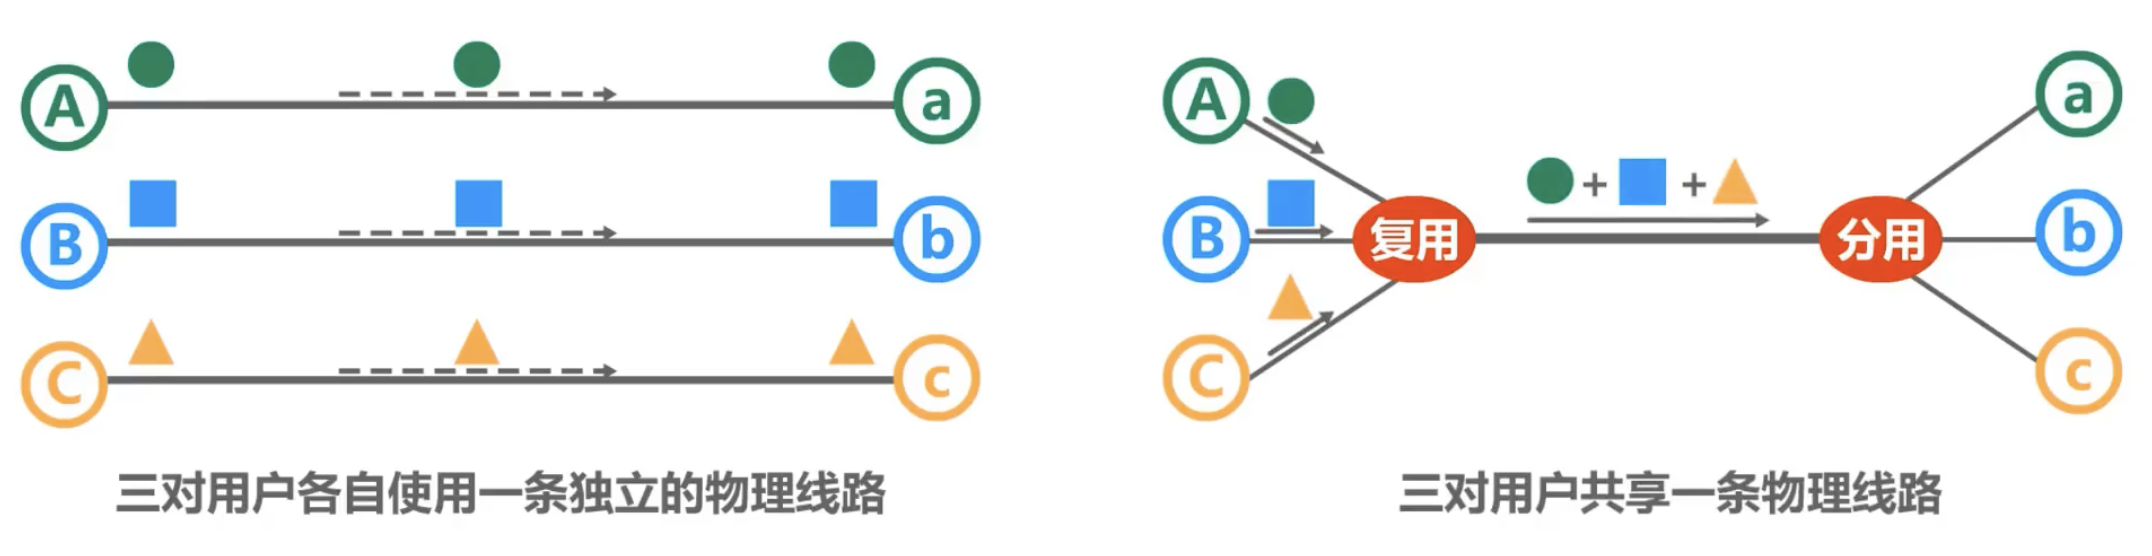 A a A a
B b B 复用 + + 分用 b
C c C c
三对用户各自使用一条独立的物理线路
三对用户共享一条物理线路